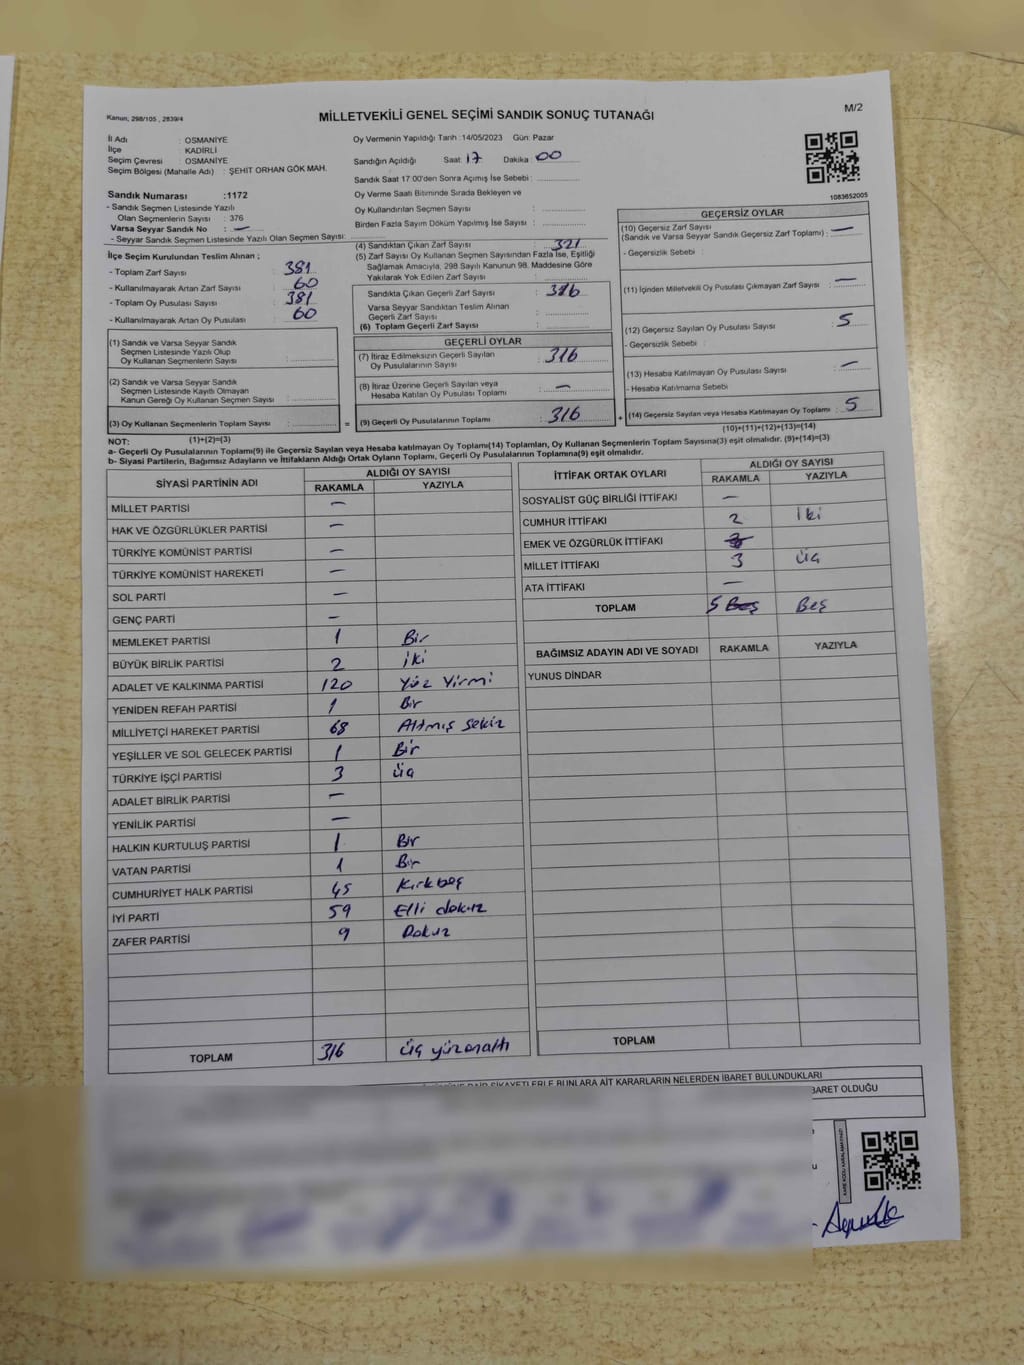 Kanun, 298/105 , 2839/4
MİLLETVEKİLİ GENEL SEÇİMİ SANDIK SONUÇ TUTANAĞI
M/2
İl Adı : OSMANİYE
İlçe : KADİRLİ
Seçim Çevresi : OSMANİYE
Seçim Bölgesi (Mahalle Adı) : ŞEHİT ORHAN GÖK MAH.
Oy Vermenin Yapıldığı Tarih :14/05/2023 Gün: Pazar
Sandığın Açıldığı Saat: 17 Dakika : 00
Sandık Saat 17:00'den Sonra Açımış İse Sebebi :
Oy Verme Saati Bitiminde Sırada Bekleyen ve
Oy Kullandırılan Seçmen Sayısı :
Birden Fazla Sayım Döküm Yapılmış İse Sayısı :
1083652005
Sandık Numarası :1172
- Sandık Seçmen Listesinde Yazılı
Olan Seçmenlerin Sayısı : 376
Varsa Seyyar Sandık No : —
- Seyyar Sandık Seçmen Listesinde Yazılı Olan Seçmen Sayısı:
İlçe Seçim Kurulundan Teslim Alınan ;
- Toplam Zarf Sayısı : 381
- Kullanılmayarak Artan Zarf Sayısı : 60
- Toplam Oy Pusulası Sayısı : 381
- Kullanılmayarak Artan Oy Pusulası : 60
(4) Sandıktan Çıkan Zarf Sayısı : 321
(5) Zarf Sayısı Oy Kullanan Seçmen Sayısından Fazla İse, Eşitliği
Sağlamak Amacıyla, 298 Sayılı Kanunun 98. Maddesine Göre
Yakılarak Yok Edilen Zarf Sayısı :
Sandıkta Çıkan Geçerli Zarf Sayısı : 316
Varsa Seyyar Sandıktan Teslim Alınan
Geçerli Zarf Sayısı :
(6) Toplam Geçerli Zarf Sayısı :
GEÇERSİZ OYLAR
(10) Geçersiz Zarf Sayısı
(Sandık ve Varsa Seyyar Sandık Geçersiz Zarf Toplamı) : —
- Geçersizlik Sebebi :
(11) İçinden Milletvekili Oy Pusulası Çıkmayan Zarf Sayısı : —
(12) Geçersiz Sayılan Oy Pusulası Sayısı : 5
- Geçersizlik Sebebi :
(13) Hesaba Katılmayan Oy Pusulası Sayısı : —
- Hesaba Katılmama Sebebi
(14) Geçersiz Sayılan veya Hesaba Katılmayan Oy Toplamı : 5
(10)+(11)+(12)+(13)=(14)
(1) Sandık ve Varsa Seyyar Sandık
Seçmen Listesinde Yazılı Olup
Oy Kullanan Seçmenlerin Sayısı :
(2) Sandık ve Varsa Seyyar Sandık
Seçmen Listesinde Kayıtlı Olmayan
Kanun Gereği Oy Kullanan Seçmen Sayısı :
(3) Oy Kullanan Seçmenlerin Toplam Sayısı :
(1)+(2)=(3)
GEÇERLİ OYLAR
(7) İtiraz Edilmeksizin Geçerli Sayılan
Oy Pusulalarının Sayısı : 316
(8) İtiraz Üzerine Geçerli Sayılan veya
Hesaba Katılan Oy Pusulası Toplamı : —
= (9) Geçerli Oy Pusulalarının Toplamı : 316 +
NOT:
a- Geçerli Oy Pusulalarının Toplamı(9) ile Geçersiz Sayılan veya Hesaba katılmayan Oy Toplamı(14) Toplamları, Oy Kullanan Seçmenlerin Toplam Sayısına(3) eşit olmalıdır. (9)+(14)=(3)
b- Siyasi Partilerin, Bağımsız Adayların ve İttifakların Aldığı Ortak Oyların Toplamı, Geçerli Oy Pusulalarının Toplamına(9) eşit olmalıdır.
SİYASİ PARTİNİN ADI ALDIĞI OY SAYISI
RAKAMLA YAZIYLA
MİLLET PARTİSİ —
HAK VE ÖZGÜRLÜKLER PARTİSİ —
TÜRKİYE KOMÜNİST PARTİSİ —
TÜRKİYE KOMÜNİST HAREKETİ —
SOL PARTİ —
GENÇ PARTİ —
MEMLEKET PARTİSİ 1 Bir
BÜYÜK BİRLİK PARTİSİ 2 iki
ADALET VE KALKINMA PARTİSİ 120 Yüz Yirmi
YENİDEN REFAH PARTİSİ 1 Bir
MİLLİYETÇİ HAREKET PARTİSİ 68 Altmış sekiz
YEŞİLLER VE SOL GELECEK PARTİSİ 1 Bir
TÜRKİYE İŞÇİ PARTİSİ 3 üç
ADALET BİRLİK PARTİSİ —
YENİLİK PARTİSİ —
HALKIN KURTULUŞ PARTİSİ 1 Bir
VATAN PARTİSİ 1 Bir
CUMHURİYET HALK PARTİSİ 45 Kırkbeş
İYİ PARTİ 59 Elli dokuz
ZAFER PARTİSİ 9 Dokuz
TOPLAM 316 üç yüzonaltı
İTTİFAK ORTAK OYLARI ALDIĞI OY SAYISI
RAKAMLA YAZIYLA
SOSYALİST GÜÇ BİRLİĞİ İTTİFAKI —
CUMHUR İTTİFAKI 2 iki
EMEK VE ÖZGÜRLÜK İTTİFAKI
MİLLET İTTİFAKI 3 üç
ATA İTTİFAKI —
TOPLAM 5 Beş Beş
BAĞIMSIZ ADAYIN ADI VE SOYADI RAKAMLA YAZIYLA
YUNUS DİNDAR
TOPLAM
ŞİKAYETLERLE BUNLARA AİT KARARLARIN NELERDEN İBARET BULUNDUKLARI
BARET OLDUĞU